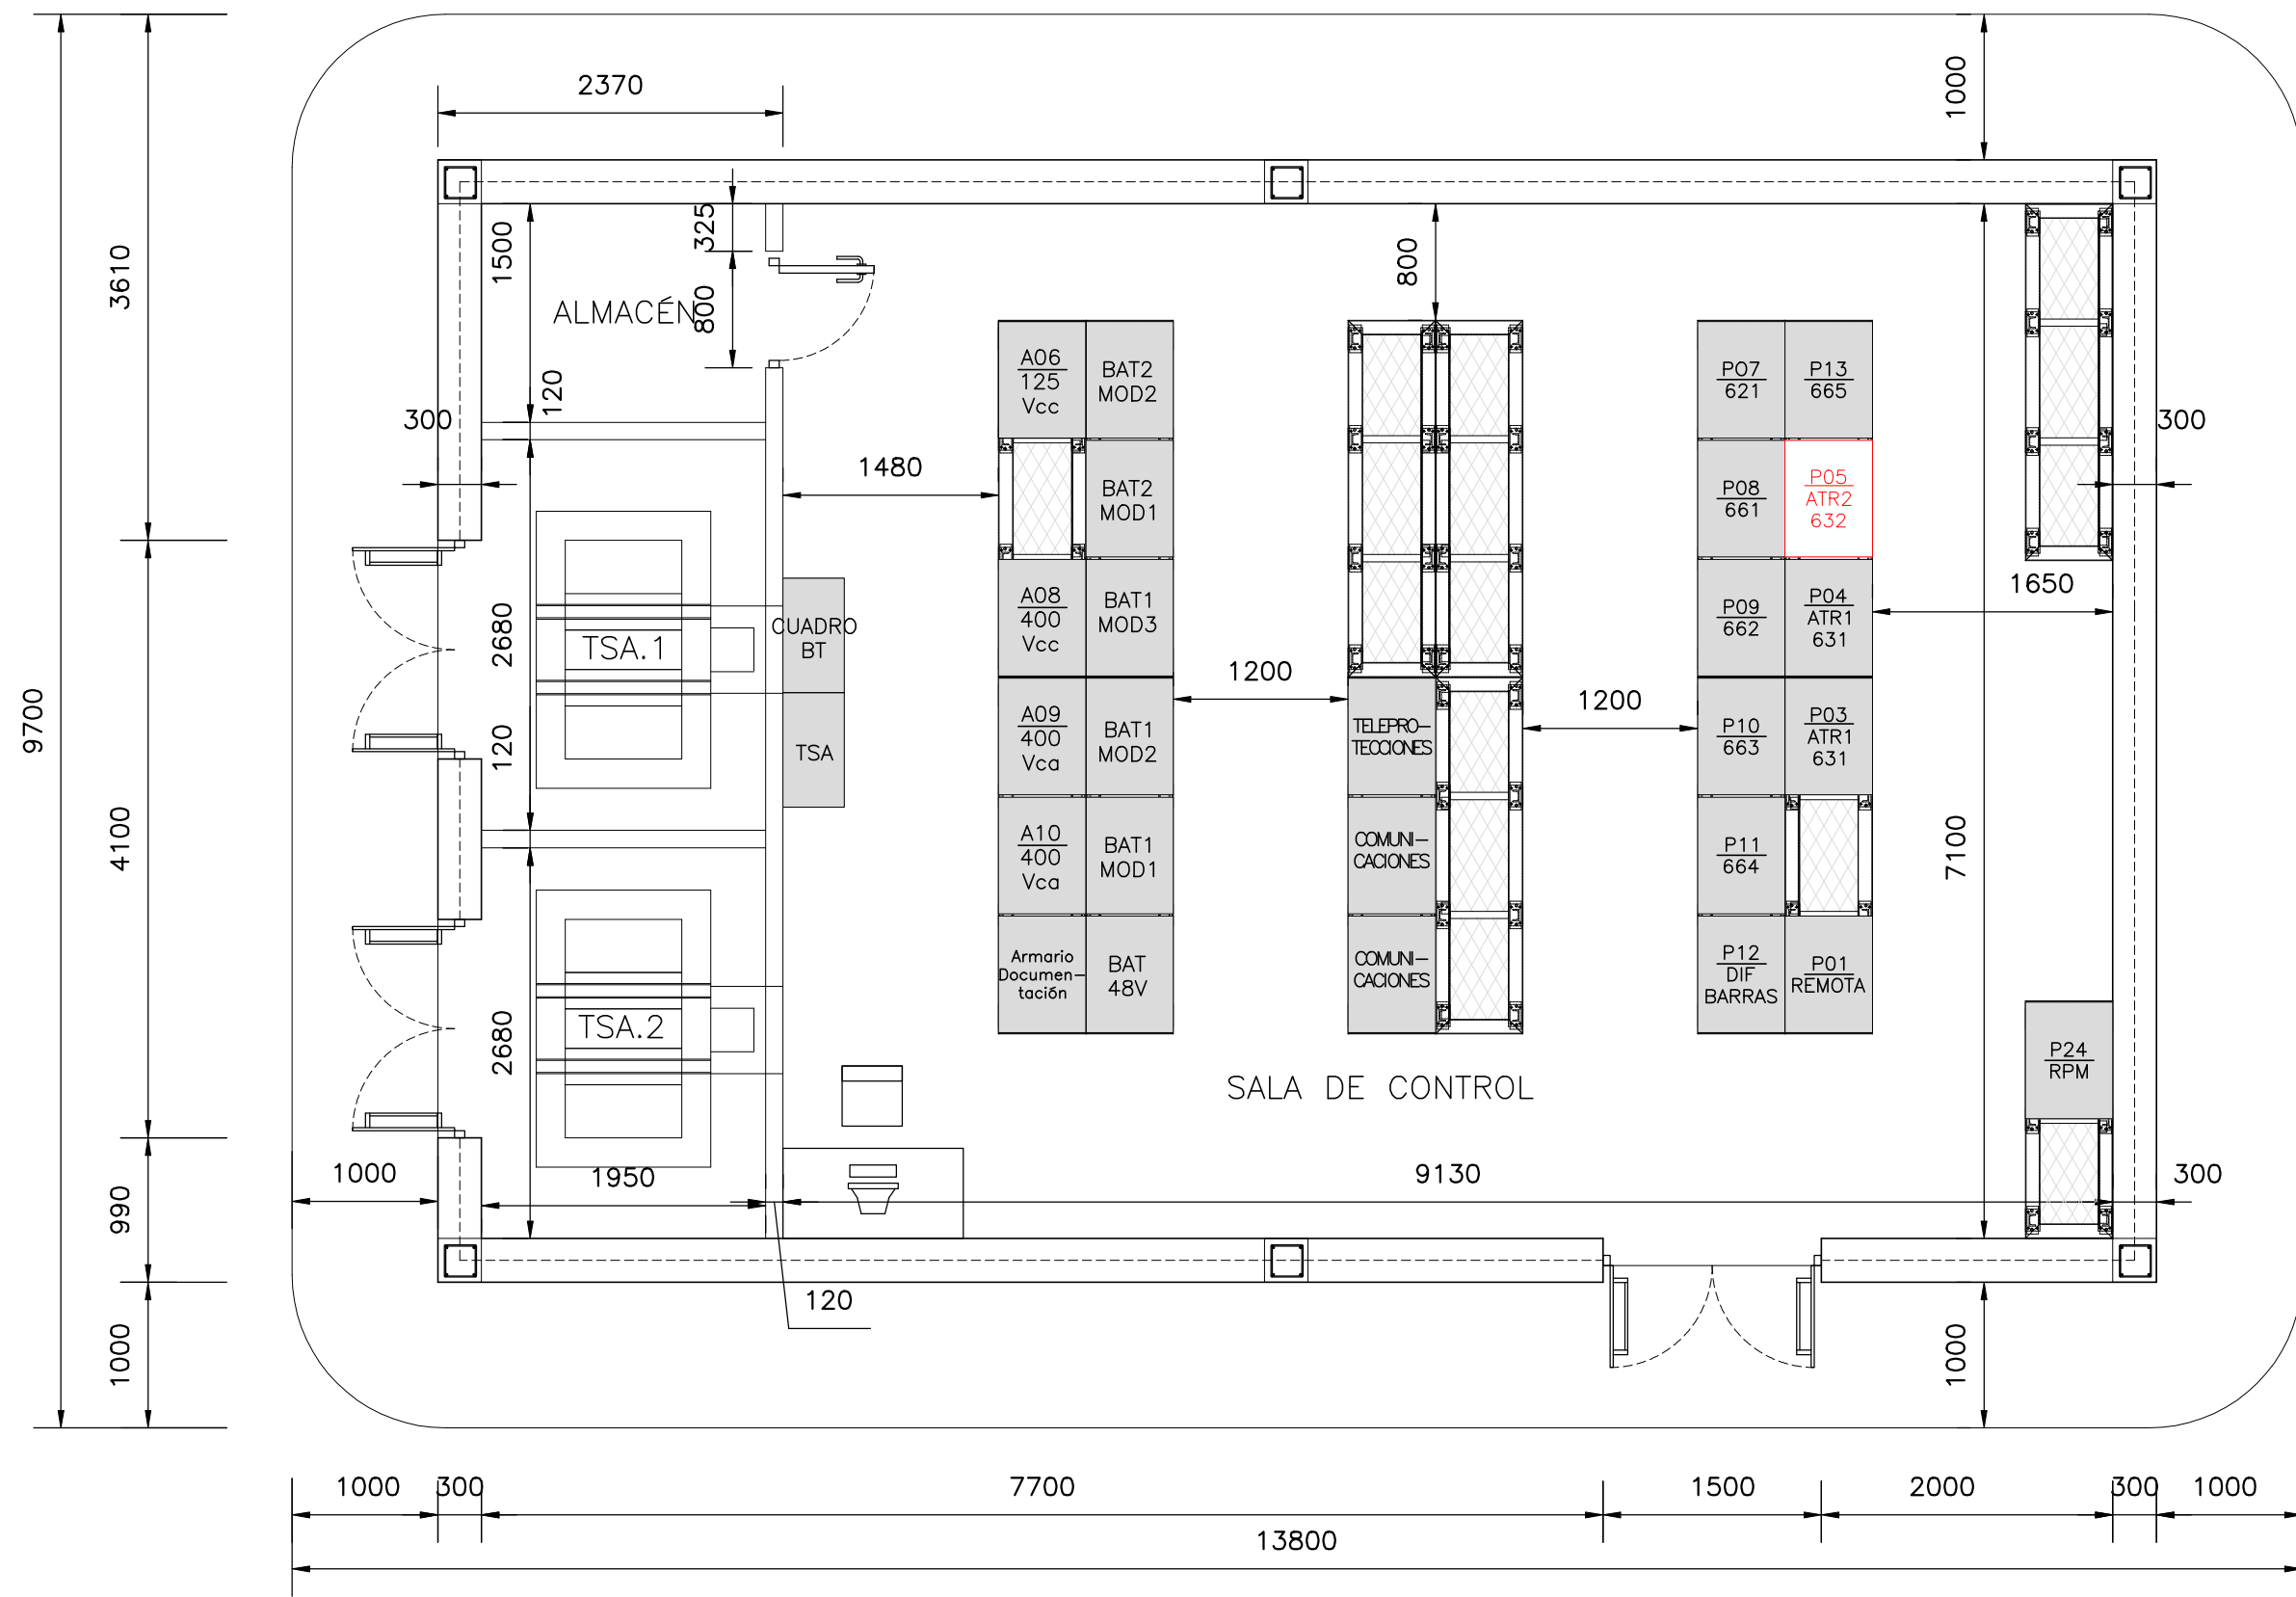 2370
1000
3610
1500
325
800
ALMACÉN
800
120
300
A06
125
Vcc
BAT2
MOD2
P07
621
P13
665
300
1480
BAT2
MOD1
P08
661
P05
ATR2
632
1650
2680
TSA.1
CUADRO
BT
A08
400
Vcc
BAT1
MOD3
P09
662
P04
ATR1
631
9700
1200
1200
120
TSA
A09
400
Vca
BAT1
MOD2
TELEPRO-
TECCIONES
P10
663
P03
ATR1
631
4100
7100
A10
400
Vca
BAT1
MOD1
COMUNI-
CACIONES
P11
664
Armario
Documen-
tación
BAT
48V
COMUNI-
CACIONES
P12
DIF
BARRAS
P01
REMOTA
2680
TSA.2
P24
RPM
SALA DE CONTROL
1000
1950
9130
300
990
120
1000
1000
1000
300
7700
1500
2000
300
1000
13800